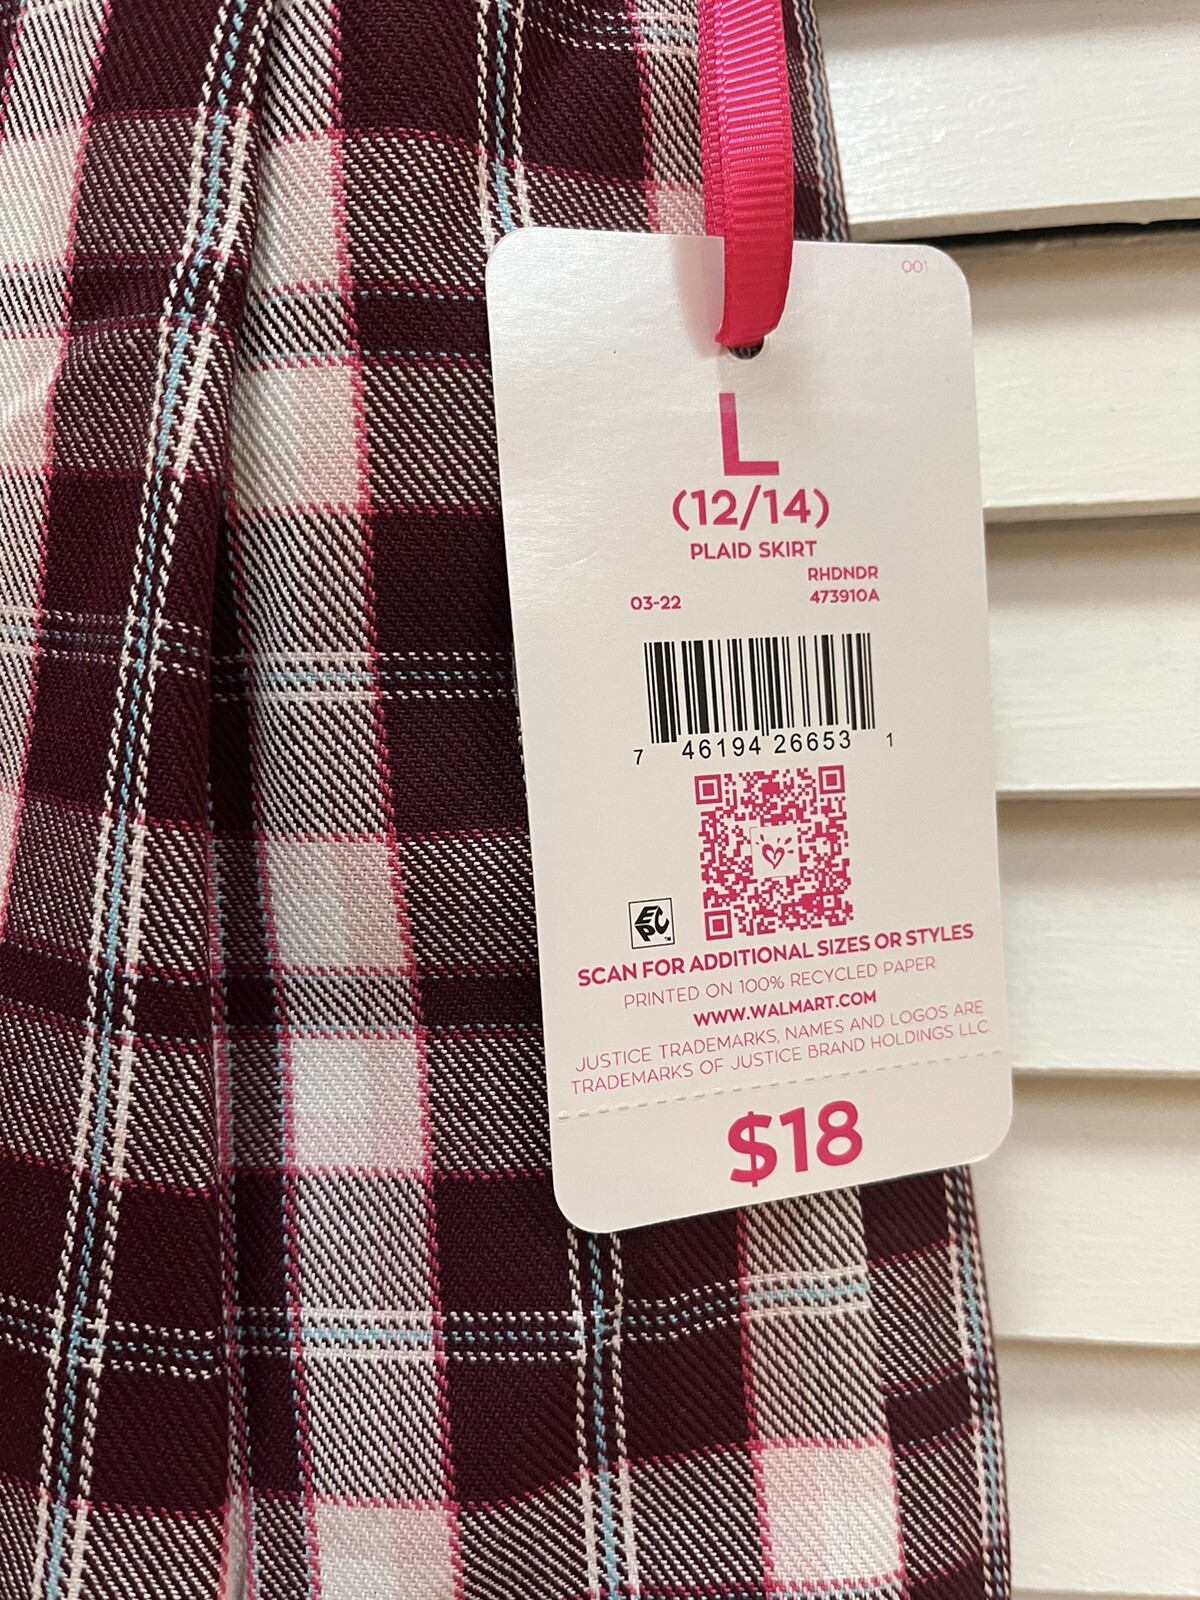 001
L
(12/14)
PLAID SKIRT
RHDNDR
03-22 473910A
7 46194 26653 1
EPC
SCAN FOR ADDITIONAL SIZES OR STYLES
PRINTED ON 100% RECYCLED PAPER
WWW.WALMART.COM
JUSTICE TRADEMARKS, NAMES AND LOGOS ARE
TRADEMARKS OF JUSTICE BRAND HOLDINGS LLC.
$18